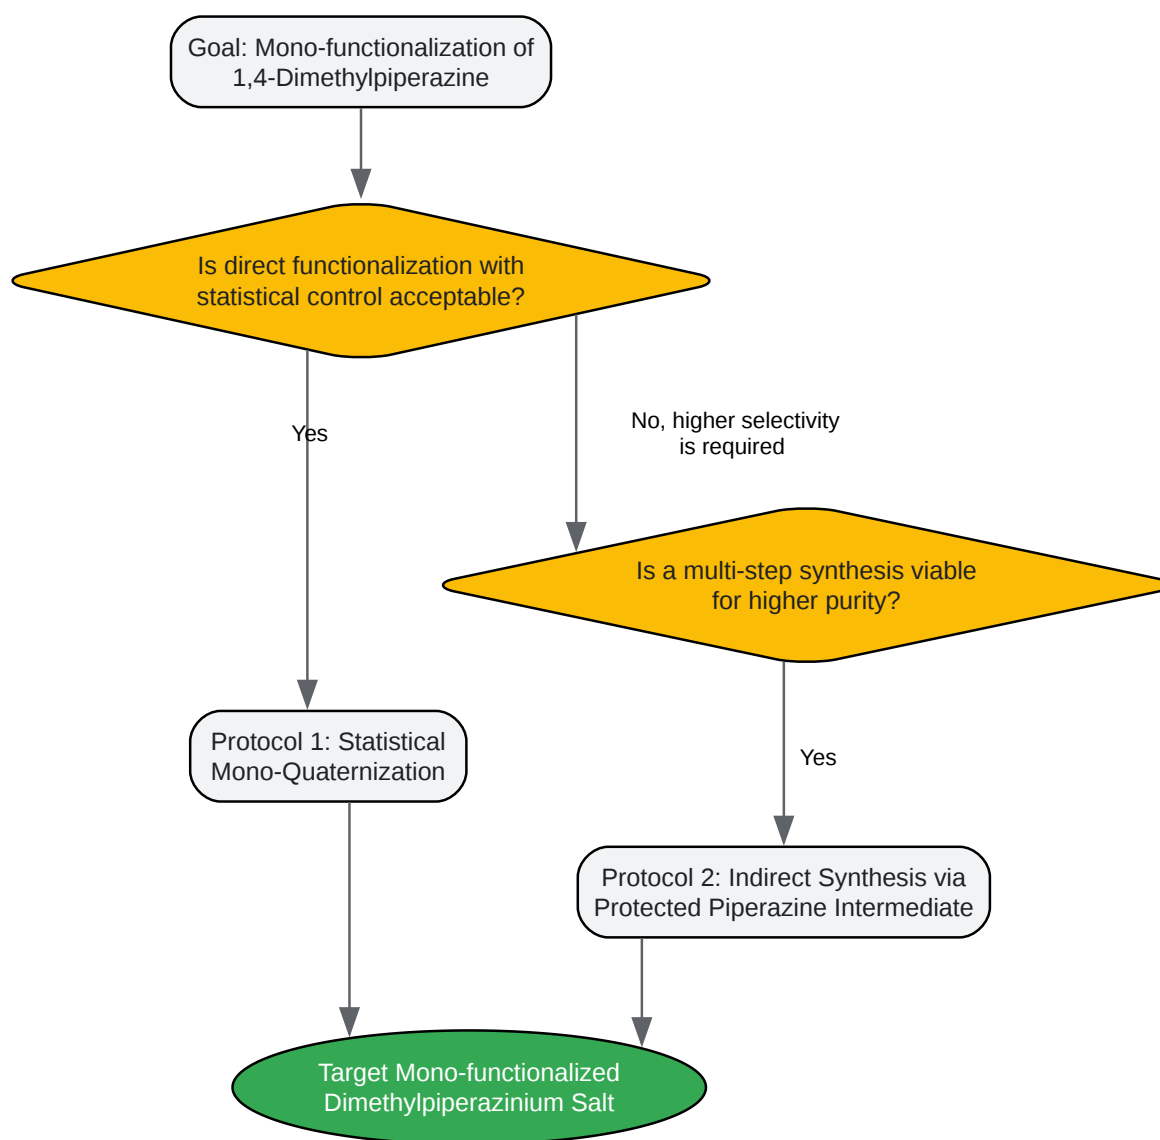 Goal: Mono-functionalization of
1,4-Dimethylpiperazine
Is direct functionalization with
statistical control acceptable?
Yes
No, higher selectivity
is required
Is a multi-step synthesis viable
for higher purity?
Protocol 1: Statistical
Mono-Quaternization
Yes
Protocol 2: Indirect Synthesis via
Protected Piperazine Intermediate
Target Mono-functionalized
Dimethylpiperazinium Salt